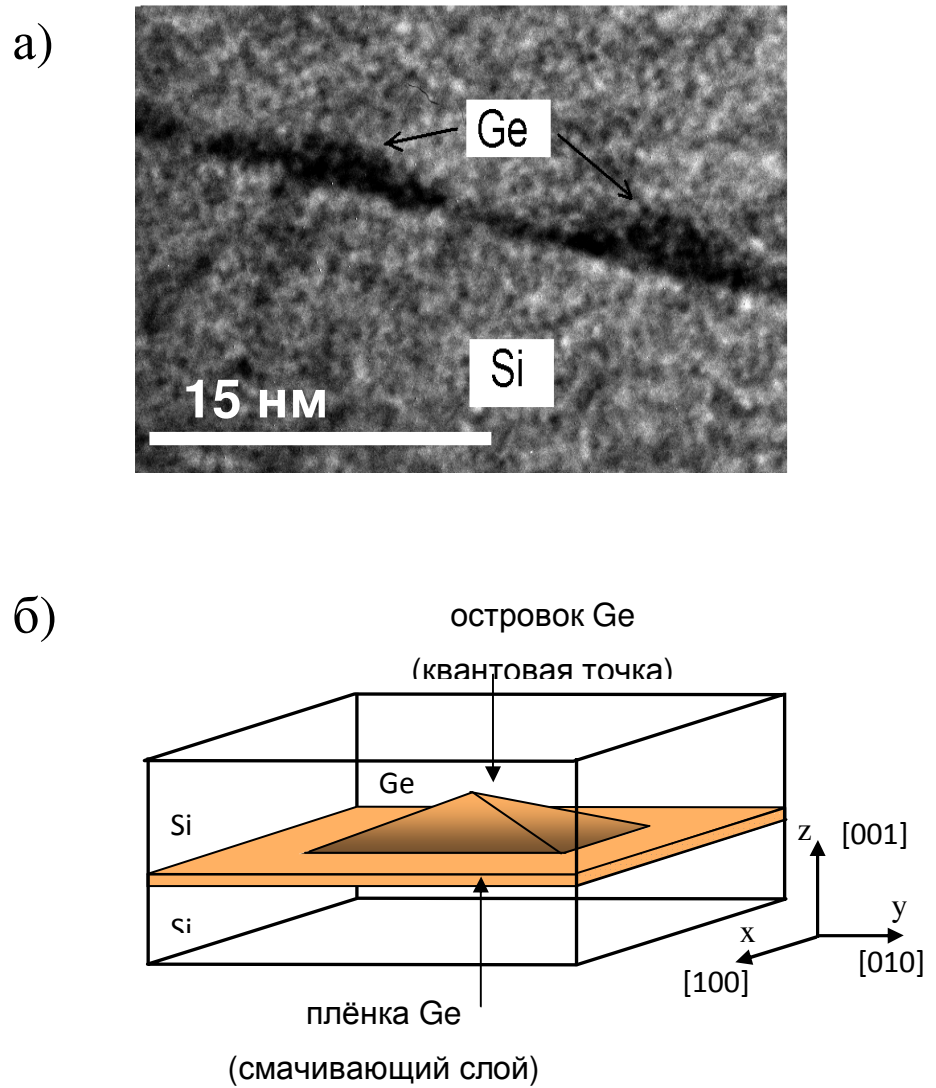 а)
Ge
Si
15 нм
б)
островок Ge
(квантовая точка)
Ge
Si
Si
z [001]
y
x
[010]
[100]
плёнка Ge
(смачивающий слой)